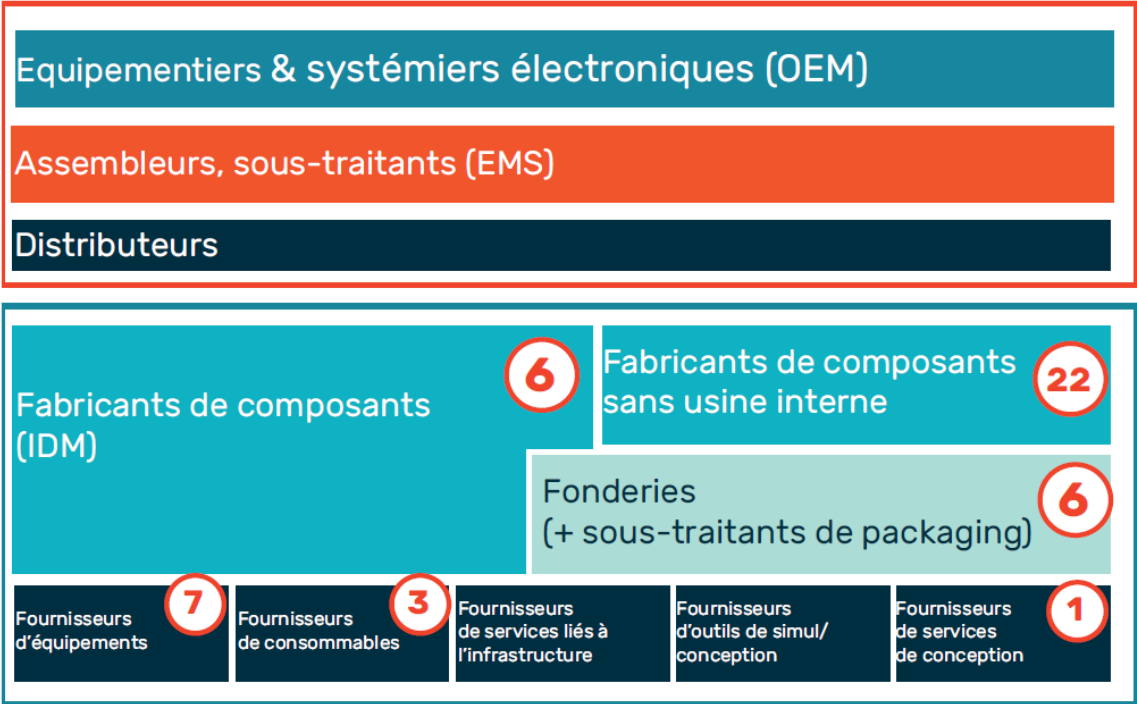 Equipementiers & systémiers électroniques (OEM)
Assembleurs, sous-traitants (EMS)
Distributeurs
Fabricants de composants
(IDM)
6
Fabricants de composants
sans usine interne
22
Fonderies
(+ sous-traitants de packaging)
6
Fournisseurs
d'équipements
7
Fournisseurs
de consommables
3
Fournisseurs
de services liés à
l'infrastructure
Fournisseurs
d'outils de simul/
conception
Fournisseurs
de services
de conception
1